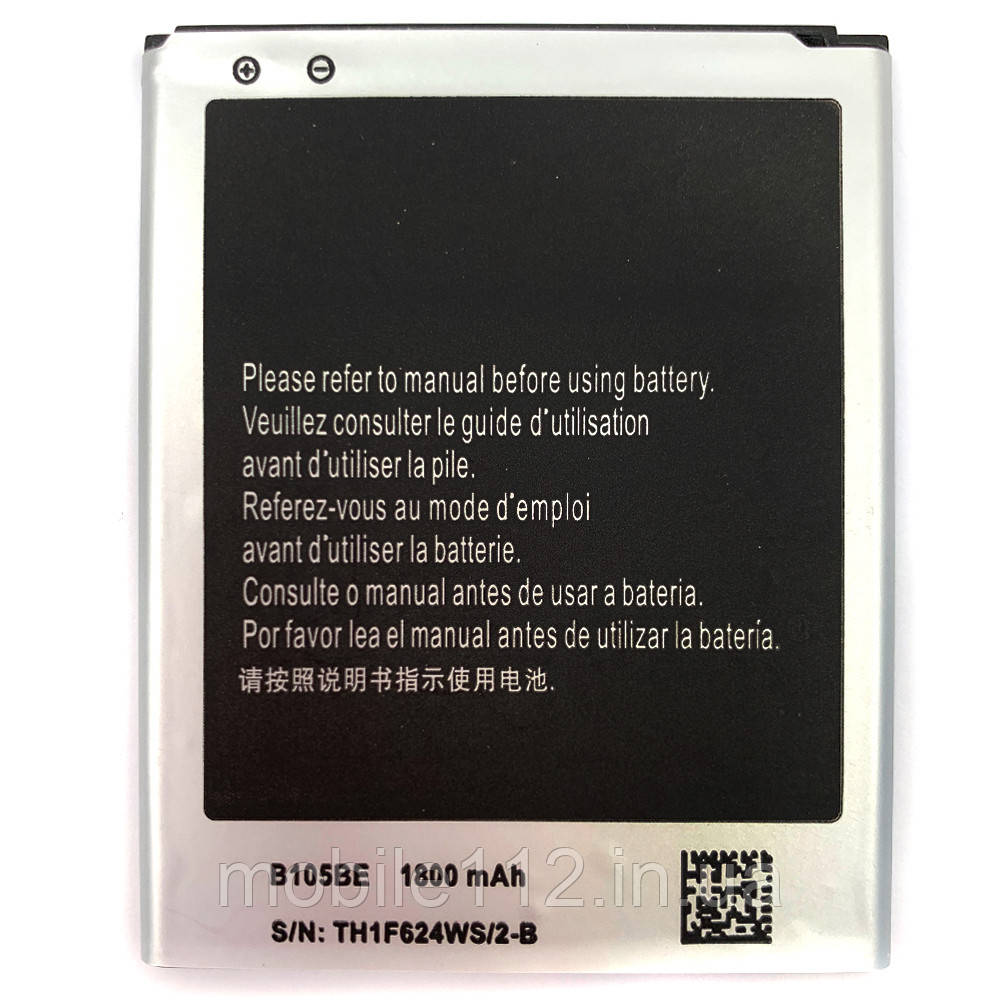 Please refer to manual before using battery.
Veuillez consulter le guide d'utilisation
avant d'utiliser la pile.
Referez-vous au mode d'emploi
avant d'utiliser la batterie.
Consulte o manual antes de usar a bateria.
Por favor lea el manual antes de utilizar la batería.
请按照说明书指示使用电池.
B105BE 1800 mAh
mobile112.in.ua
S/N: TH1F624WS/2-B